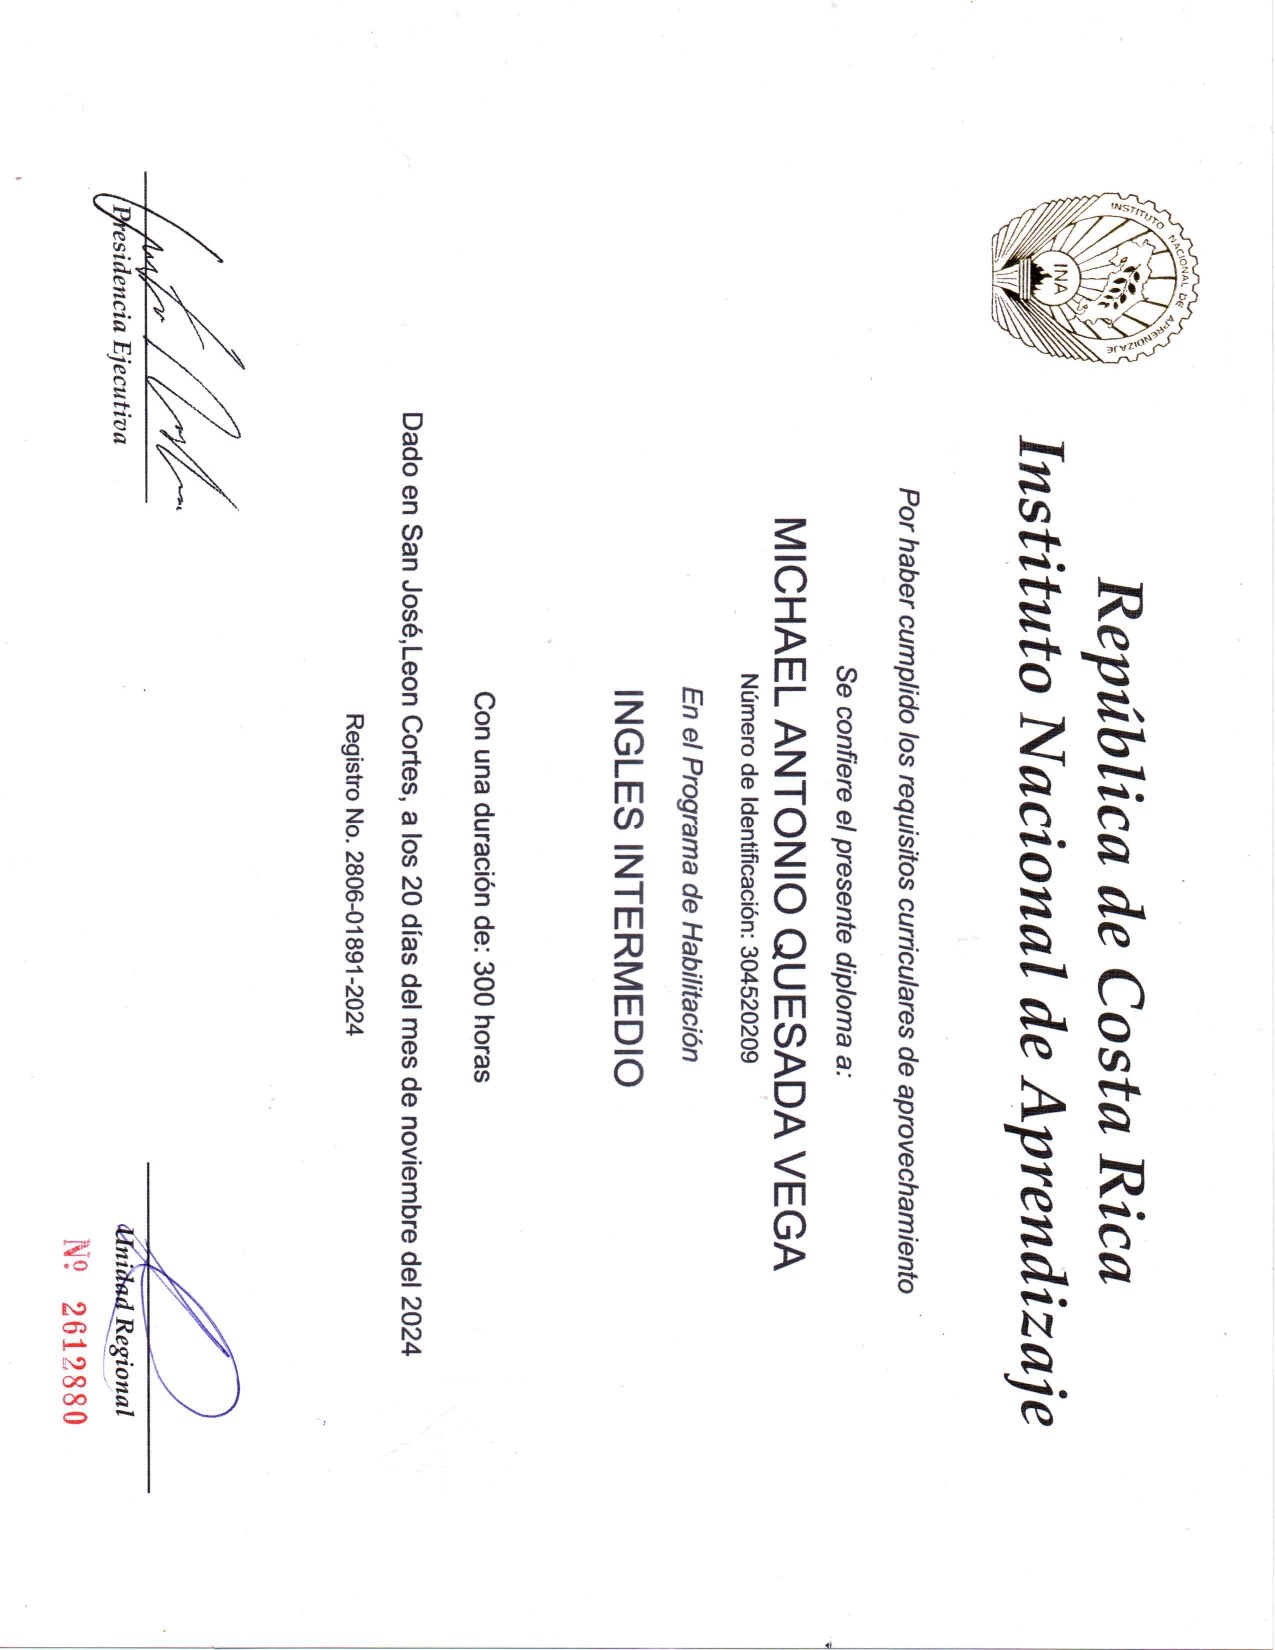 INSTITUTO NACIONAL DE APRENDIZAJE
INA
República de Costa Rica
Instituto Nacional de Aprendizaje
Por haber cumplido los requisitos curriculares de aprovechamiento
Se confiere el presente diploma a:
MICHAEL ANTONIO QUESADA VEGA
Número de Identificación: 304520209
En el Programa de Habilitación
INGLES INTERMEDIO
Con una duración de: 300 horas
Dado en San José,Leon Cortes, a los 20 días del mes de noviembre del 2024
Registro No. 2806-01891-2024
Presidencia Ejecutiva
Unidad Regional
Nº 2612880